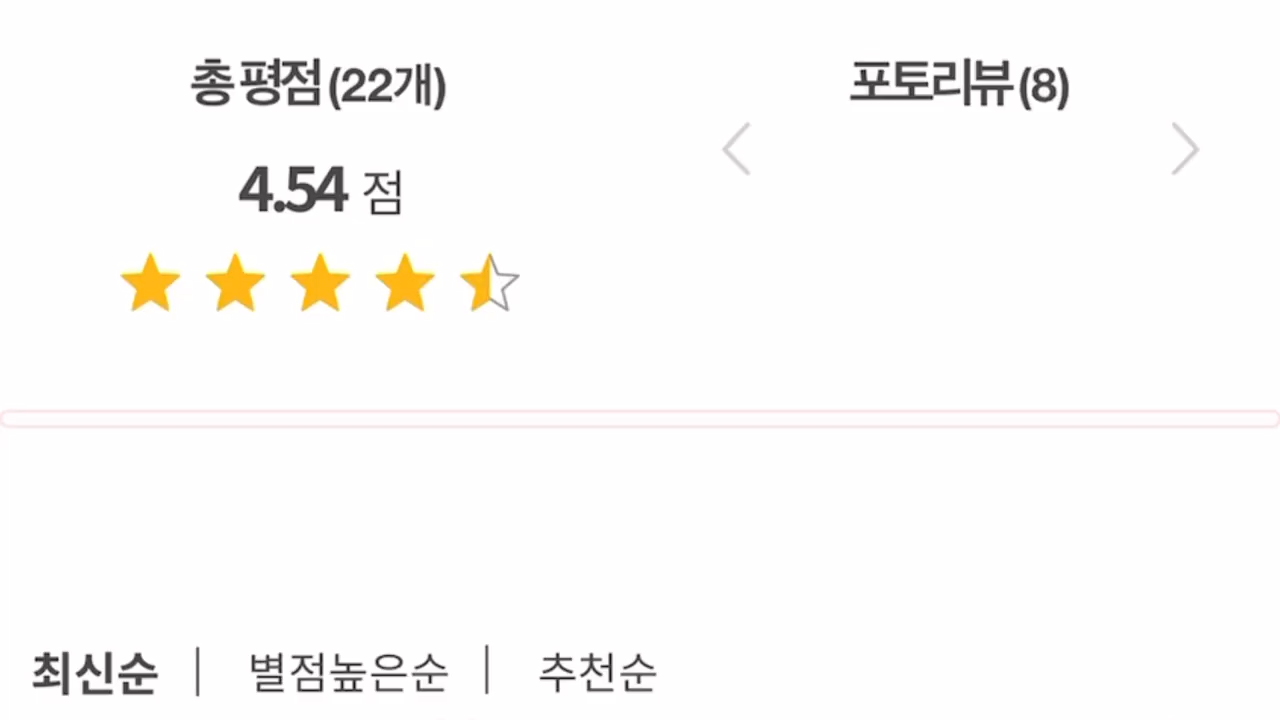 총 평점 (22개)
4.54 점
포토리뷰 (8)
최신순 | 별점높은순 | 추천순